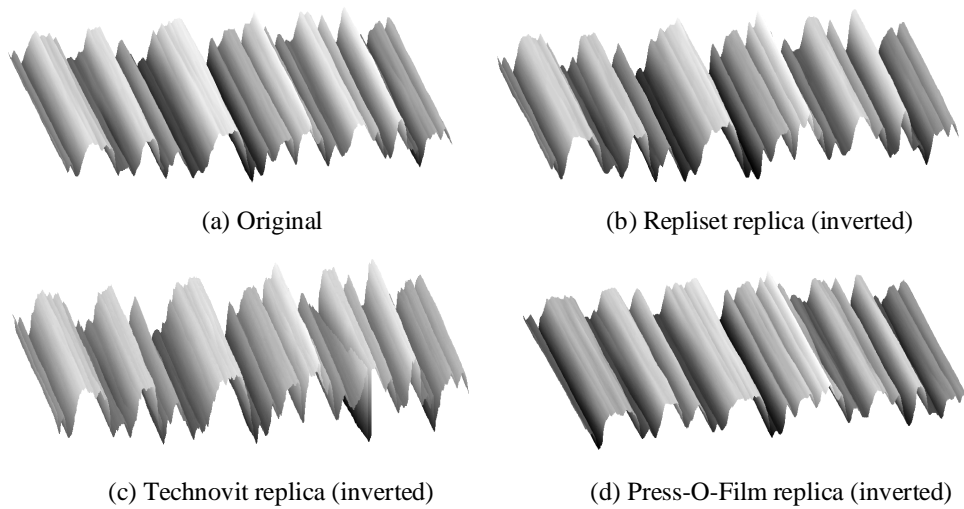 (a) Original
(b) Repliset replica (inverted)
(c) Technovit replica (inverted)
(d) Press-O-Film replica (inverted)